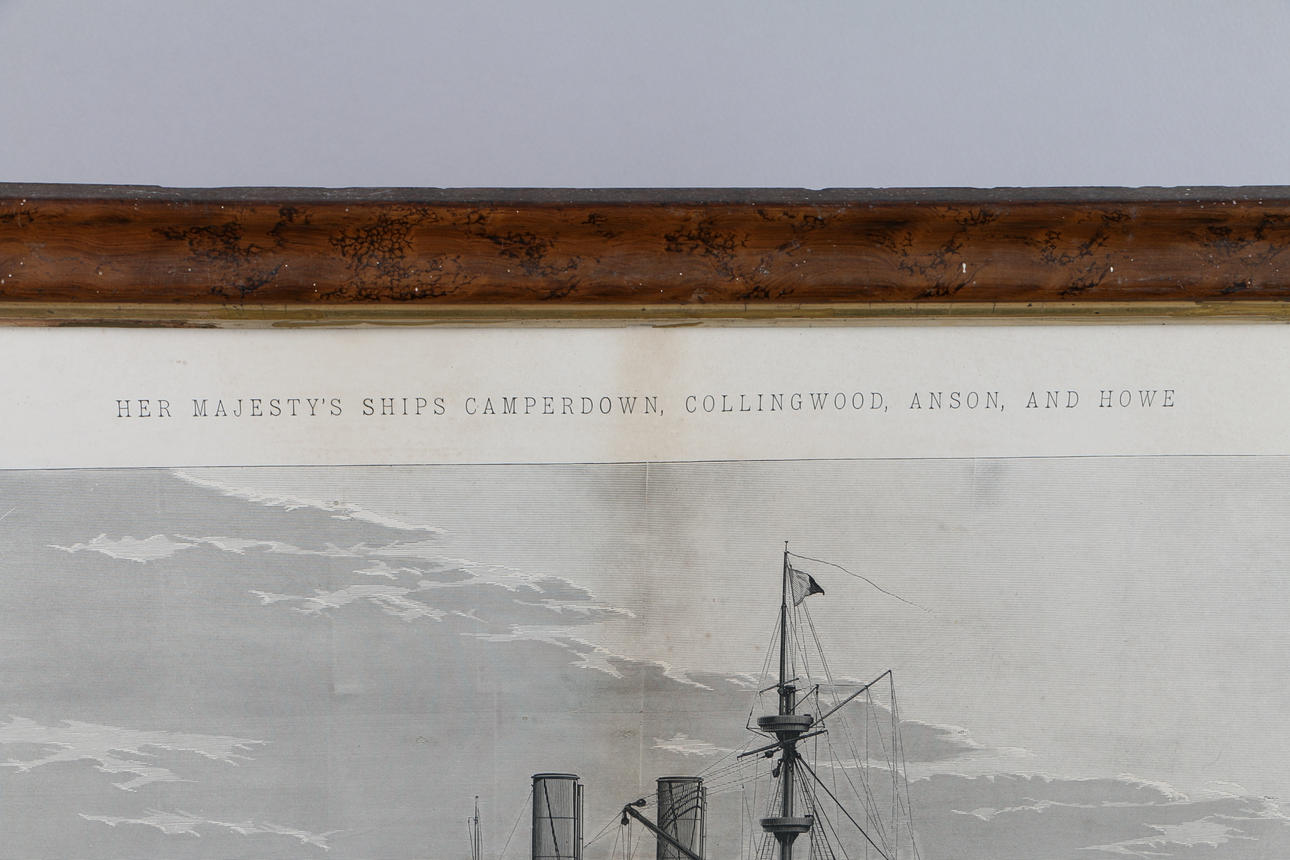 HER MAJESTY'S SHIPS CAMPERDOWN, COLLINGWOOD, ANSON, AND HOWE